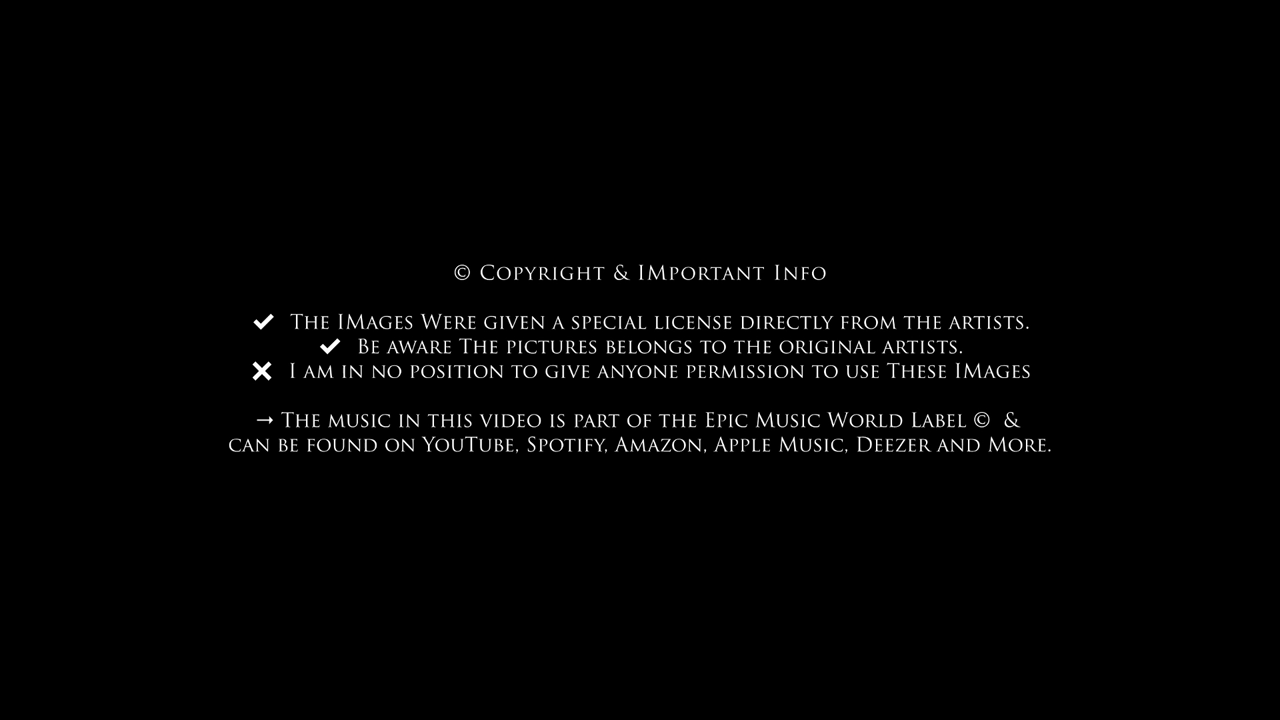 © Copyright & IMportant Info
✔ The IMages Were given a special license directly from the artists.
✔ Be aware The pictures belongs to the original artists.
✖ I am in no position to give anyone permission to use These IMages
→ The music in this video is part of the Epic Music World Label © &
can be found on YouTube, Spotify, Amazon, Apple Music, Deezer and More.